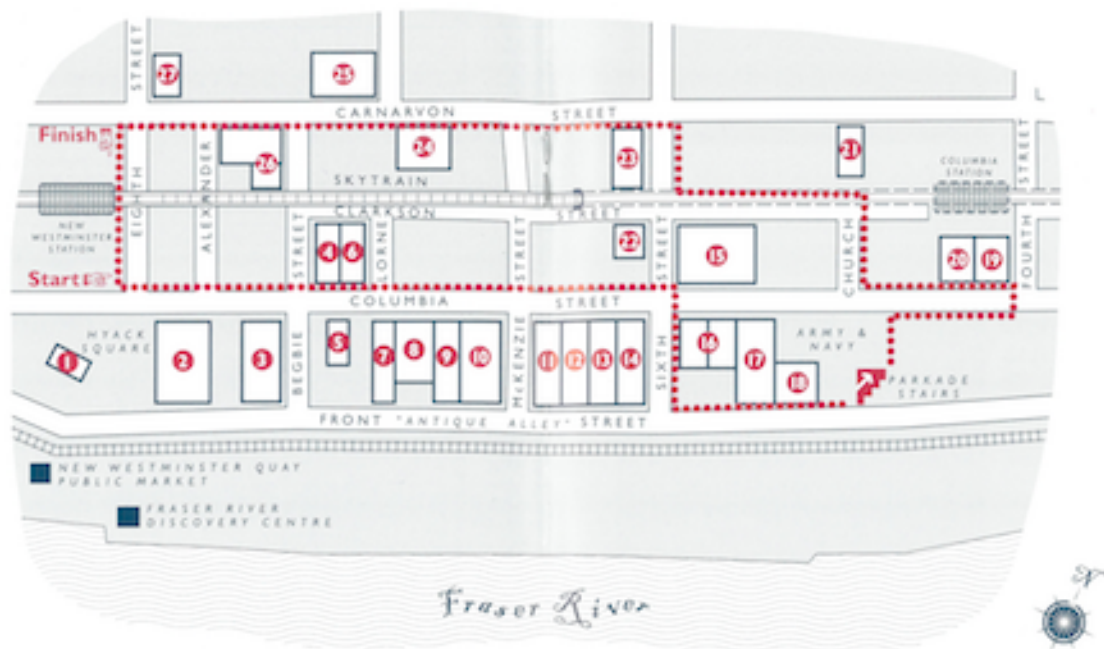 27
25
STREET
CARNARVON STREET
L
Finish
26
24
23
21
COLUMBIA
STATION
SKYTRAIN
EIGHTH
ALEXANDER
STREET
NEW
WESTMINSTER
STATION
CLARKSON STREET
4
6
LORNE
STREET
22
STREET
15
CHURCH
20
19
FOURTH
Start
COLUMBIA STREET
HYACK
SQUARE
1
2
3
BEGBIE
5
7
8
9
10
McKENZIE
11
12
13
14
SIXTH
16
17
18
ARMY &
NAVY
PARKADE
STAIRS
FRONT "ANTIQUE ALLEY" STREET
NEW WESTMINSTER QUAY
PUBLIC MARKET
FRASER RIVER
DISCOVERY CENTRE
Fraser River
N